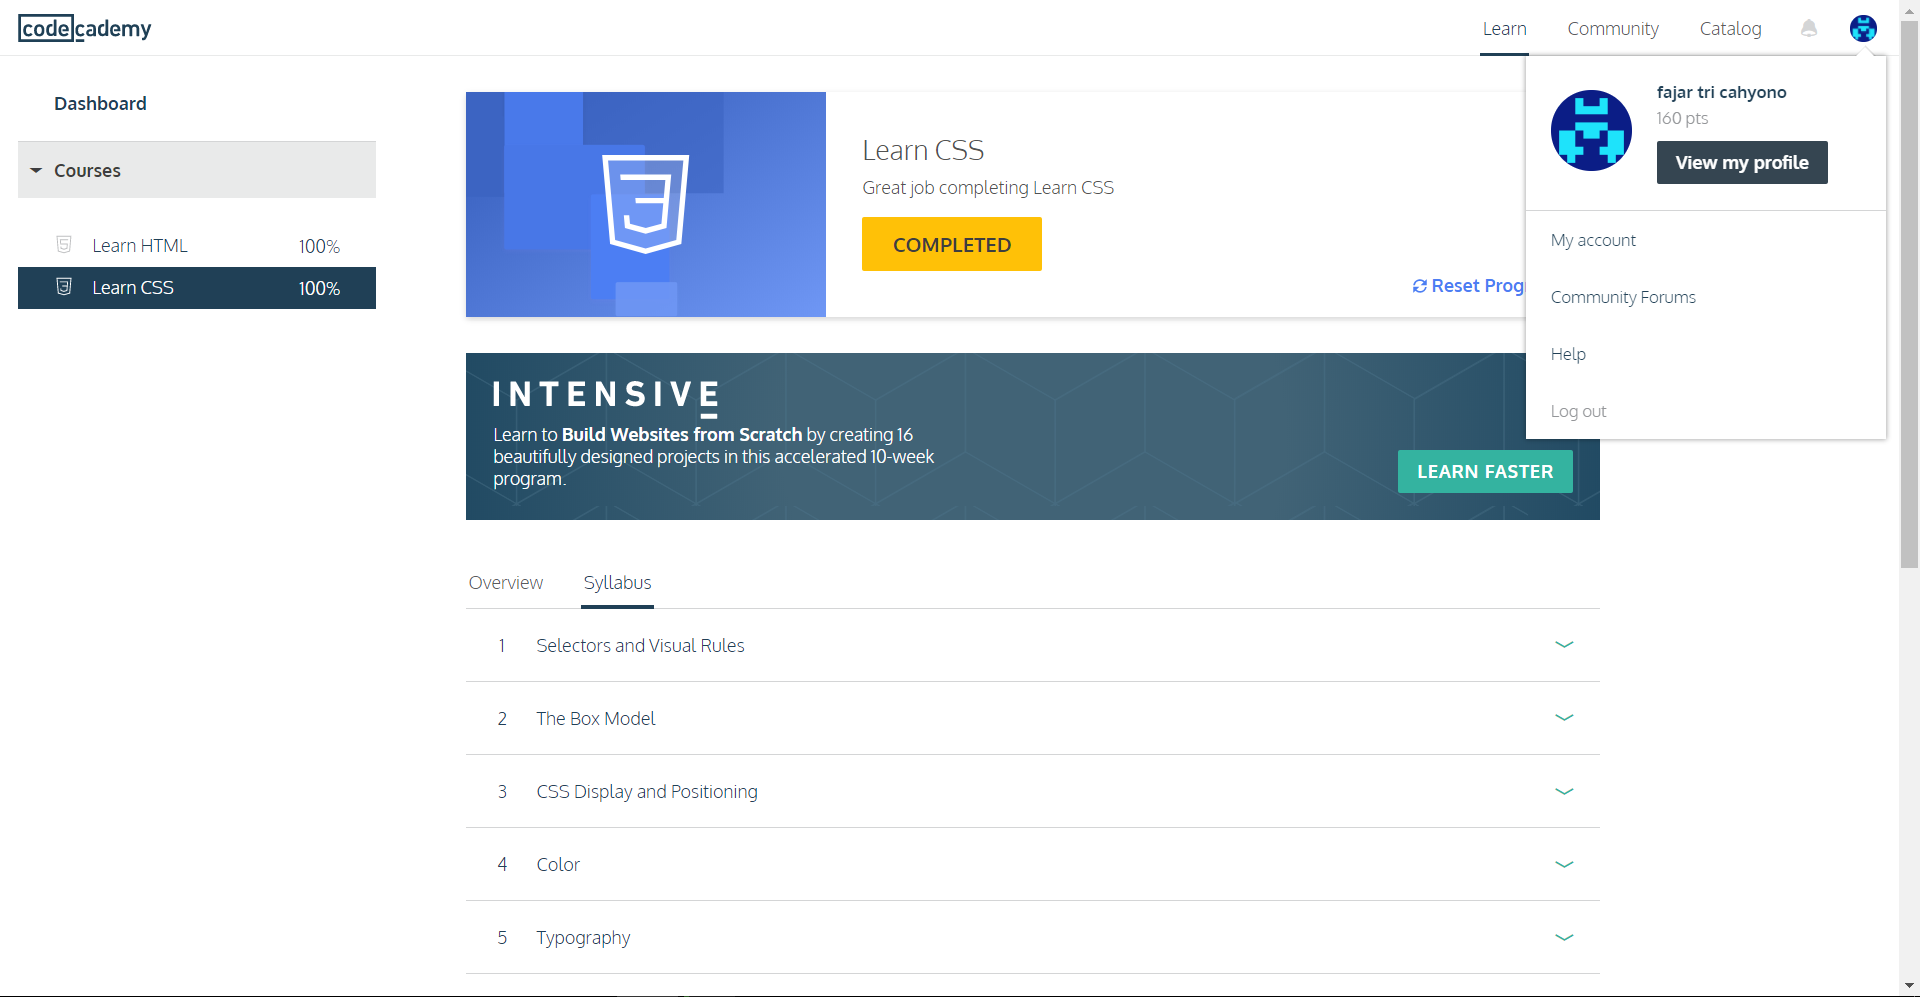 codecademy
Learn
Community
Catalog
Dashboard
Courses
Learn HTML 100%
Learn CSS 100%
Learn CSS
Great job completing Learn CSS
COMPLETED
Reset Prog
fajar tri cahyono
160 pts
View my profile
My account
Community Forums
Help
Log out
INTENSIVE
Learn to Build Websites from Scratch by creating 16
beautifully designed projects in this accelerated 10-week
program.
LEARN FASTER
Overview
Syllabus
1 Selectors and Visual Rules
2 The Box Model
3 CSS Display and Positioning
4 Color
5 Typography